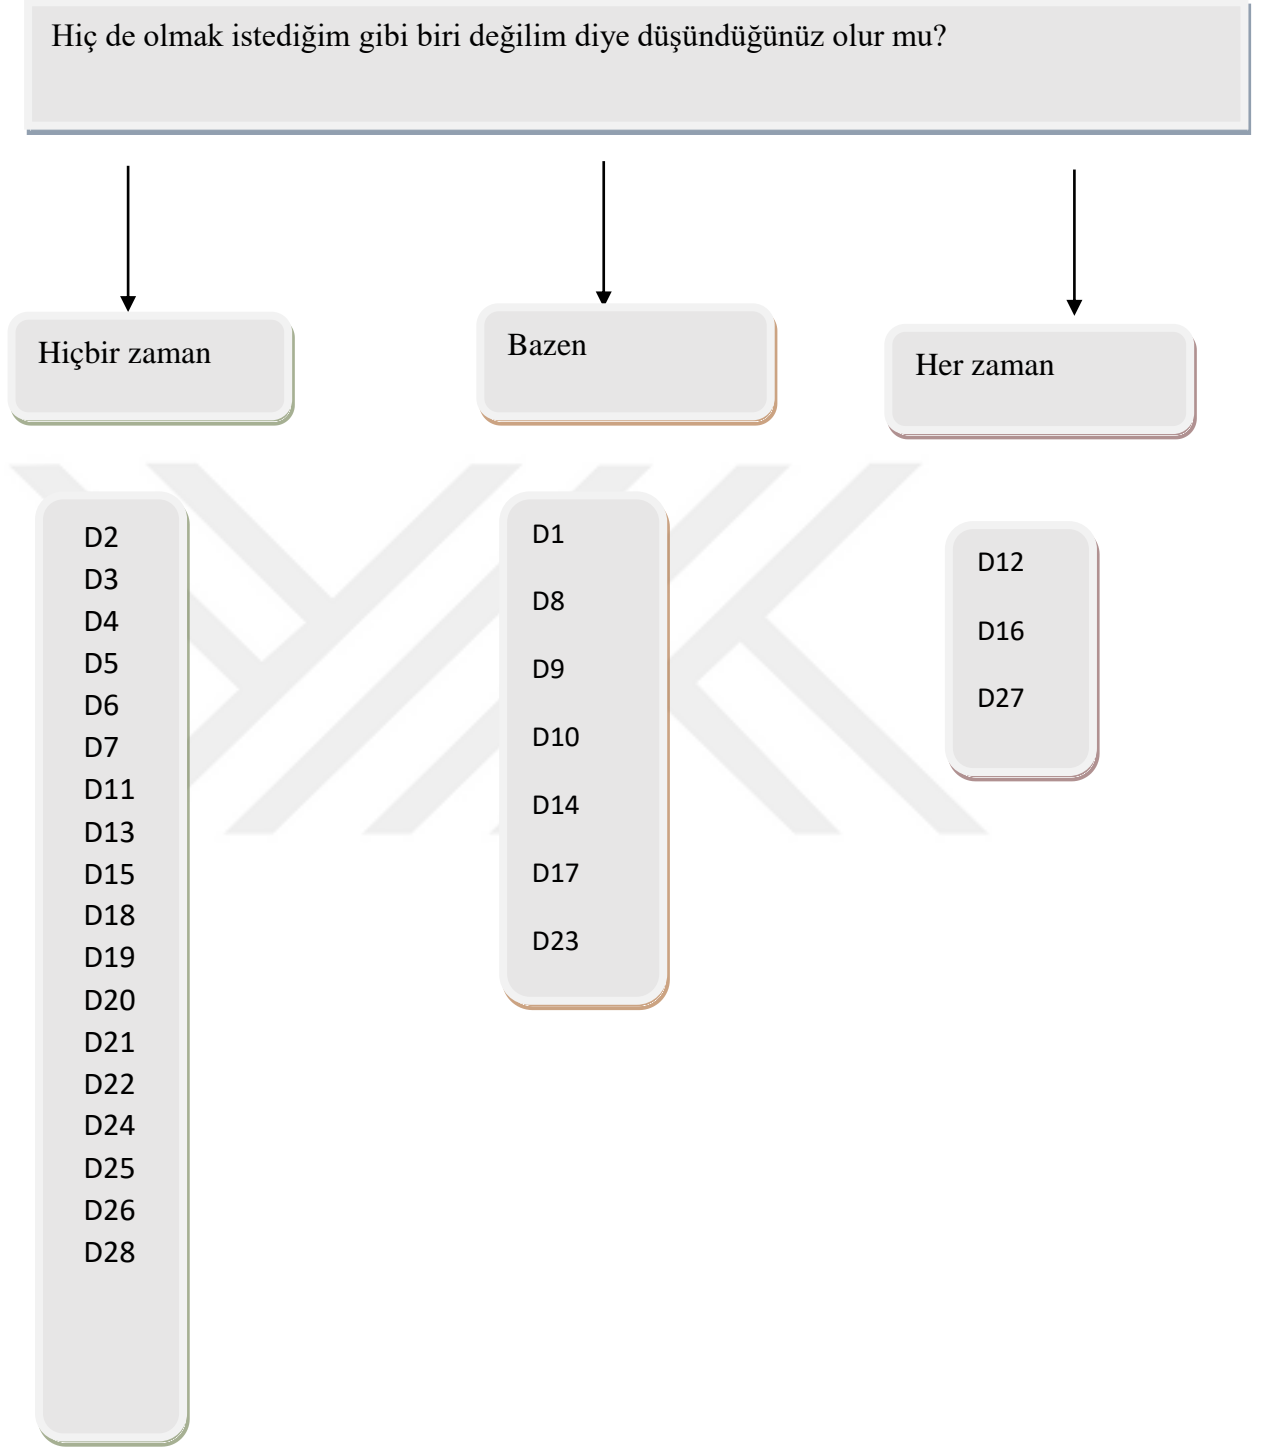 Hiç de olmak istediğim gibi biri değilim diye düşündüğünüz olur mu?
Hiçbir zaman
Bazen
Her zaman
D2
D3
D4
D5
D6
D7
D11
D13
D15
D18
D19
D20
D21
D22
D24
D25
D26
D28
D1
D8
D9
D10
D14
D17
D23
D12
D16
D27